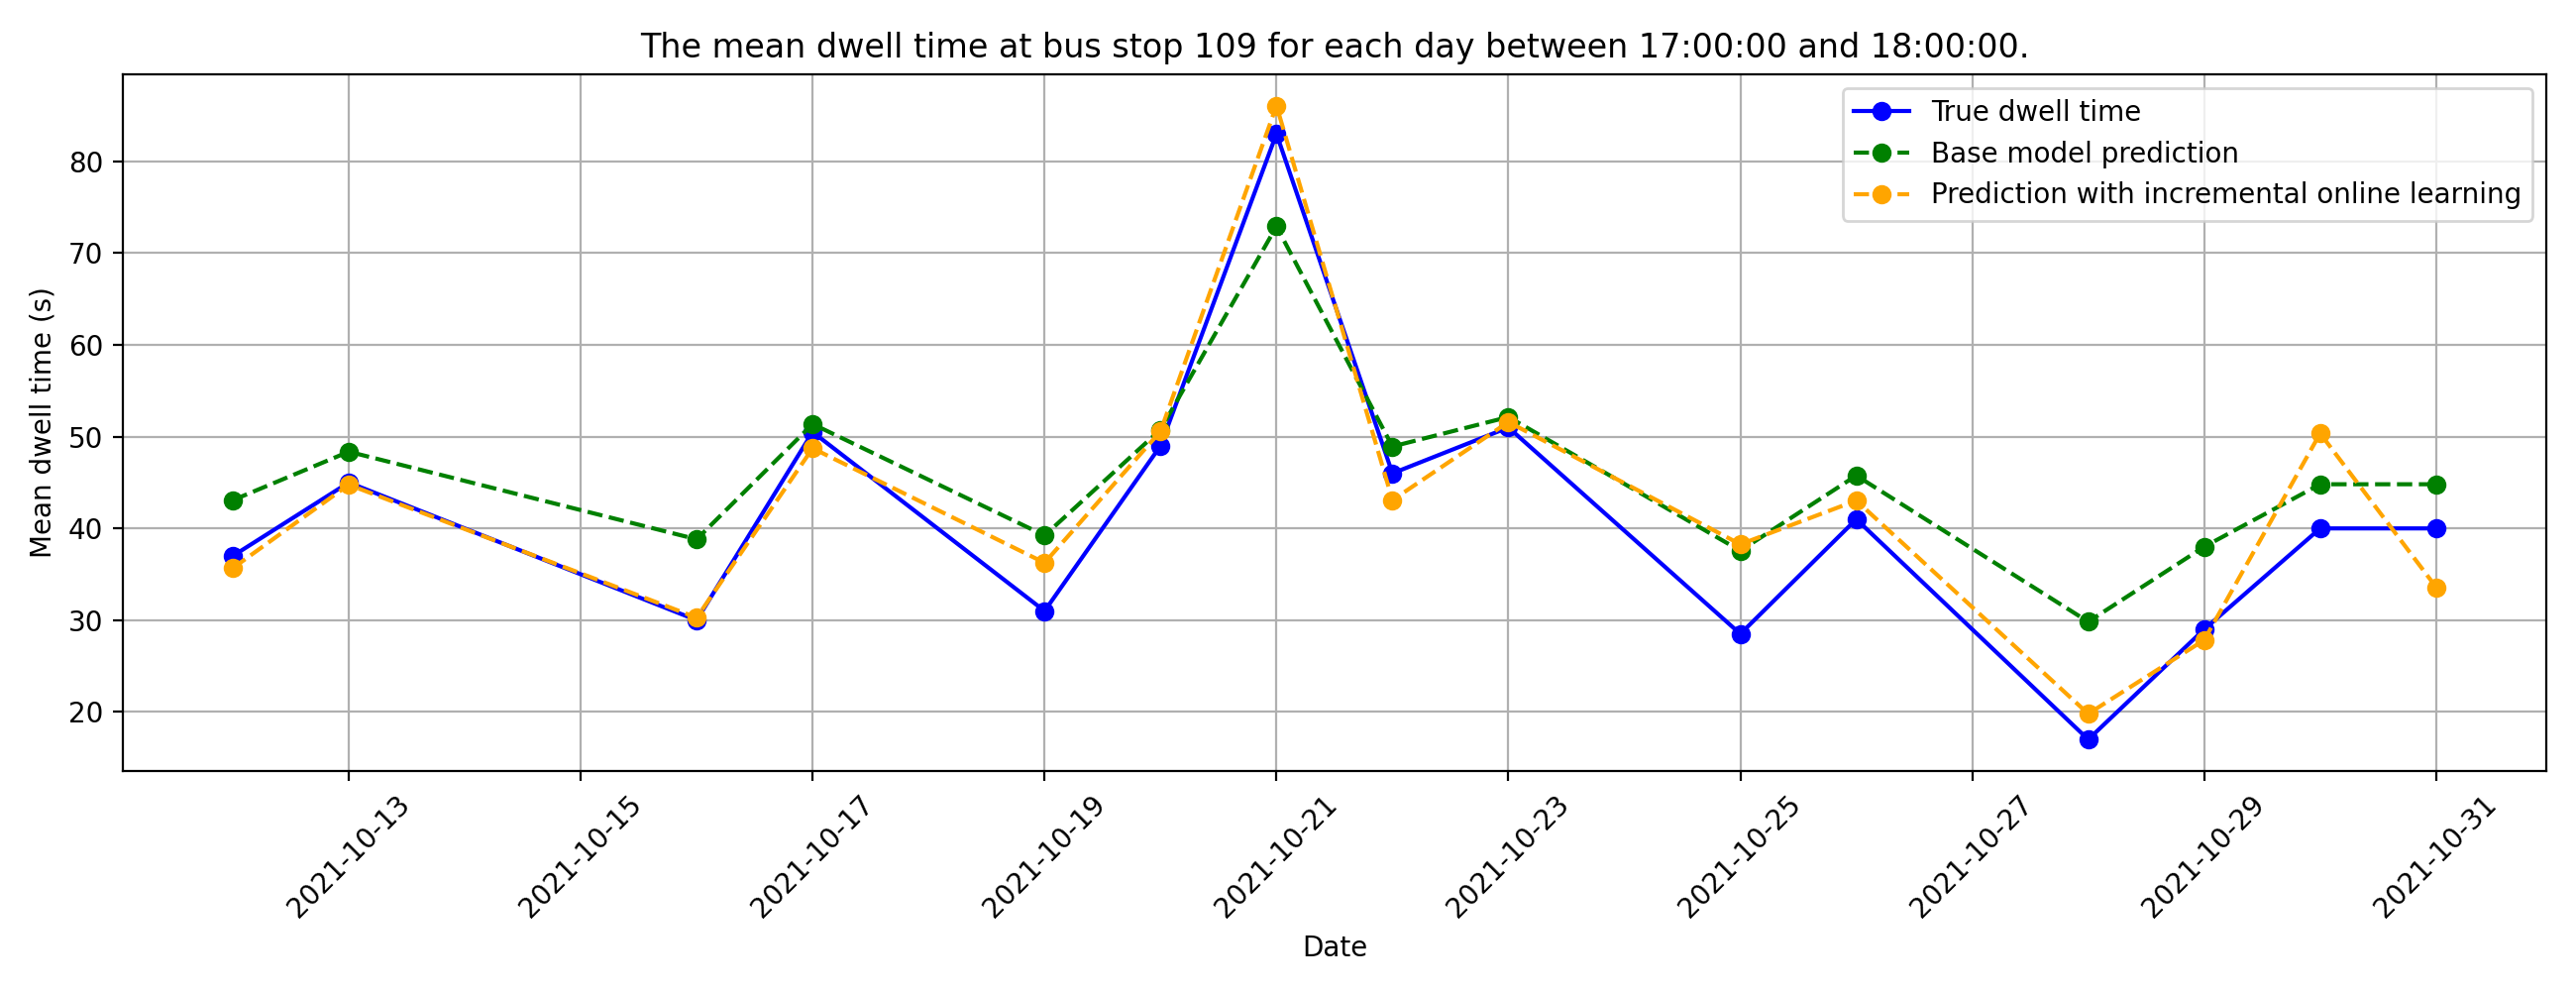 The mean dwell time at bus stop 109 for each day between 17:00:00 and 18:00:00.
True dwell time
Base model prediction
Prediction with incremental online learning
Mean dwell time (s)
80
70
60
50
40
30
20
2021-10-13
2021-10-15
2021-10-17
2021-10-19
2021-10-21
2021-10-23
2021-10-25
2021-10-27
2021-10-29
2021-10-31
Date